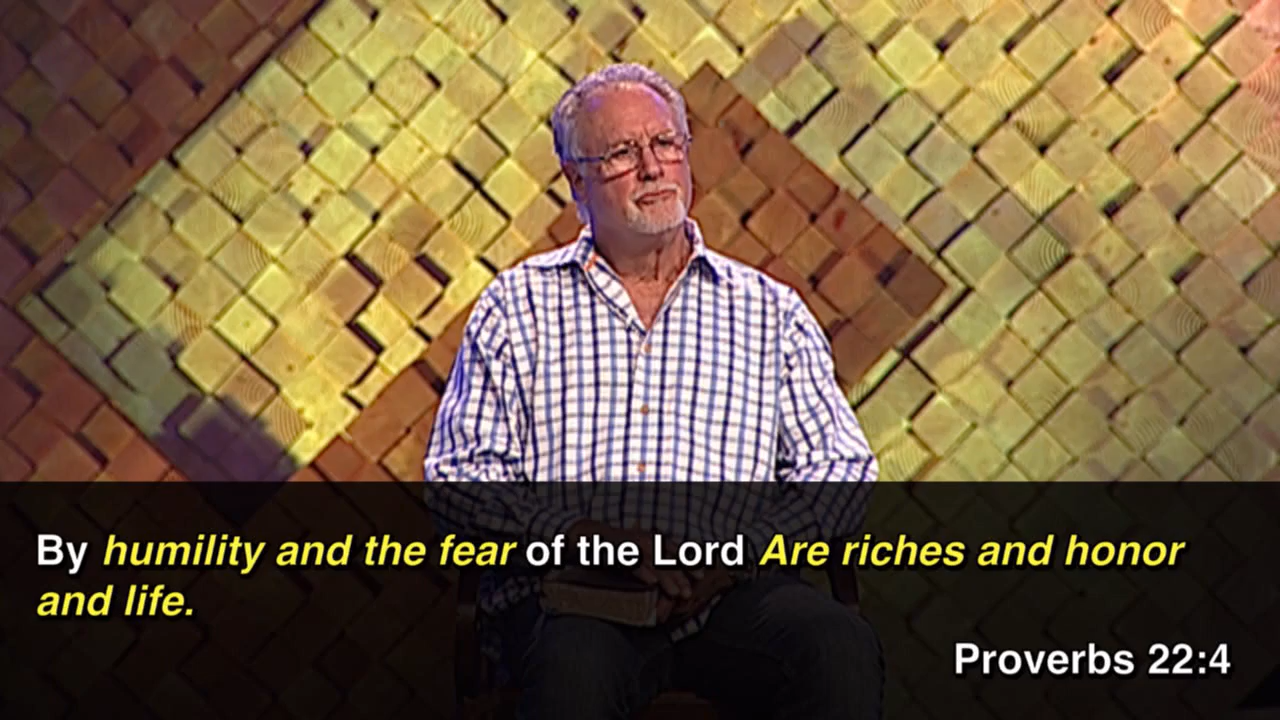 By humility and the fear of the Lord Are riches and honor
and life.
Proverbs 22:4